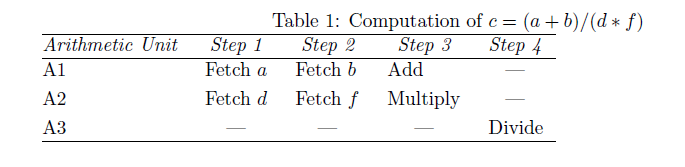 Table 1: Computation of c = (a + b)/(d ∗ f)
Arithmetic Unit Step 1 Step 2 Step 3 Step 4
A1 Fetch a Fetch b Add —
A2 Fetch d Fetch f Multiply —
A3 — — — Divide